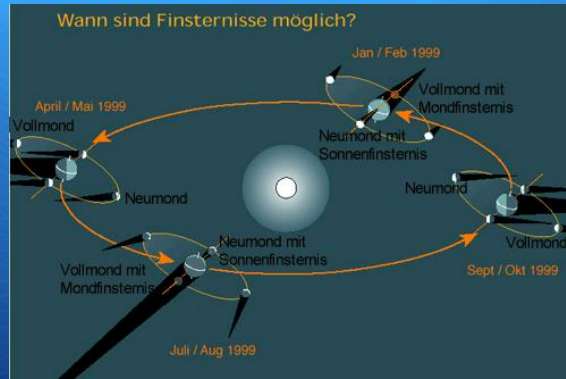 Wann sind Finsternisse möglich?
Jan / Feb 1999
Vollmond mit
Mondfinsternis
April / Mai 1999
Vollmond
Neumond mit
Sonnenfinsternis
Neumond
Neumond
Neumond mit
Sonnenfinsternis
Vollmond
Vollmond mit
Mondfinsternis
Sept / Okt 1999
Juli / Aug 1999